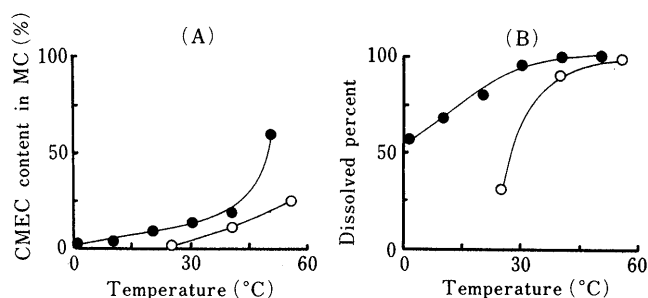 (A)
CMEC content in MC (%)
100
50
0
0
30
60
Temperature (°C)
(B)
Dissolved percent
100
50
0
30
60
Temperature (°C)